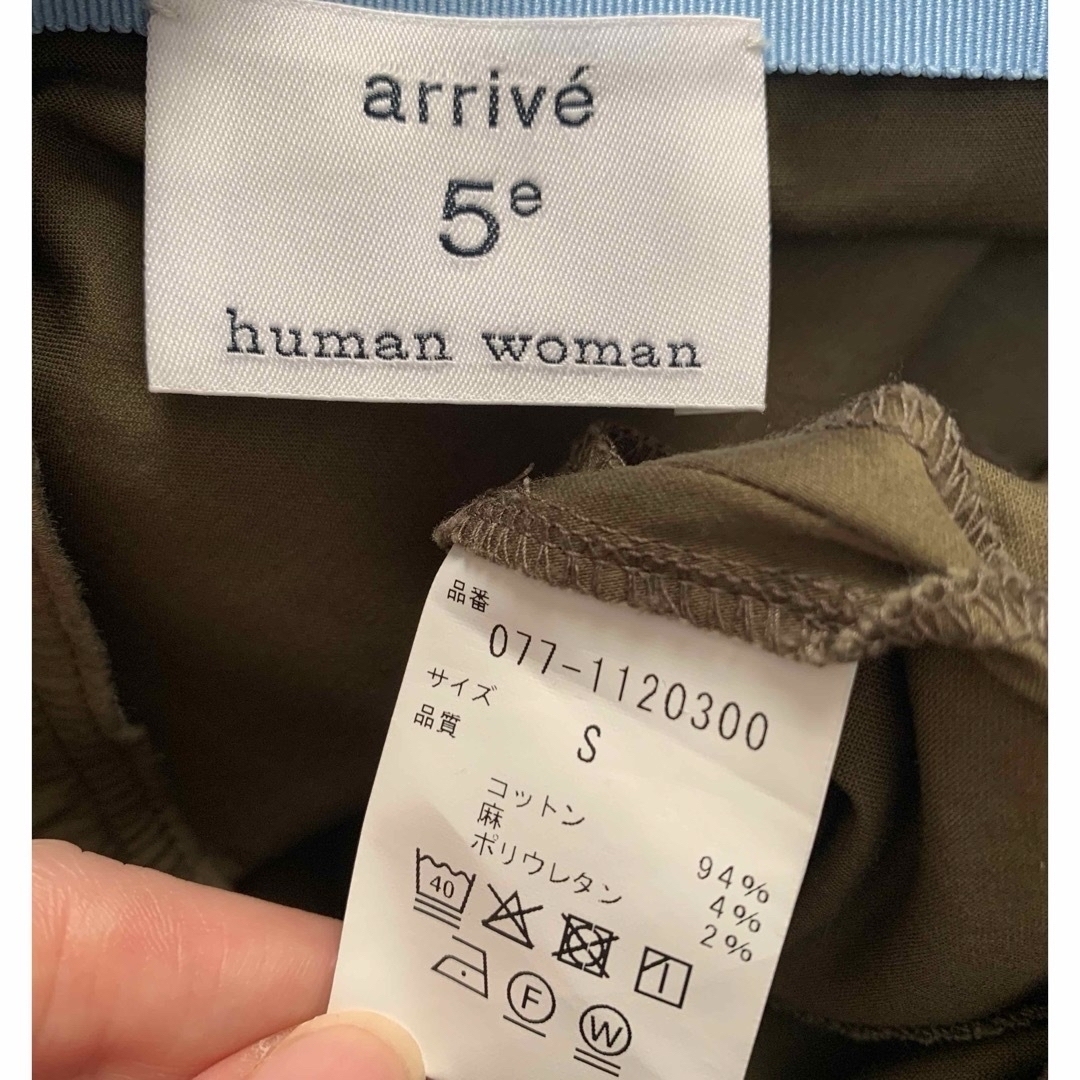 arrivé
5e
human woman
品番
077-1120300
サイズ S
品質
コットン 94%
麻 4%
ポリウレタン 2%
40
F
W